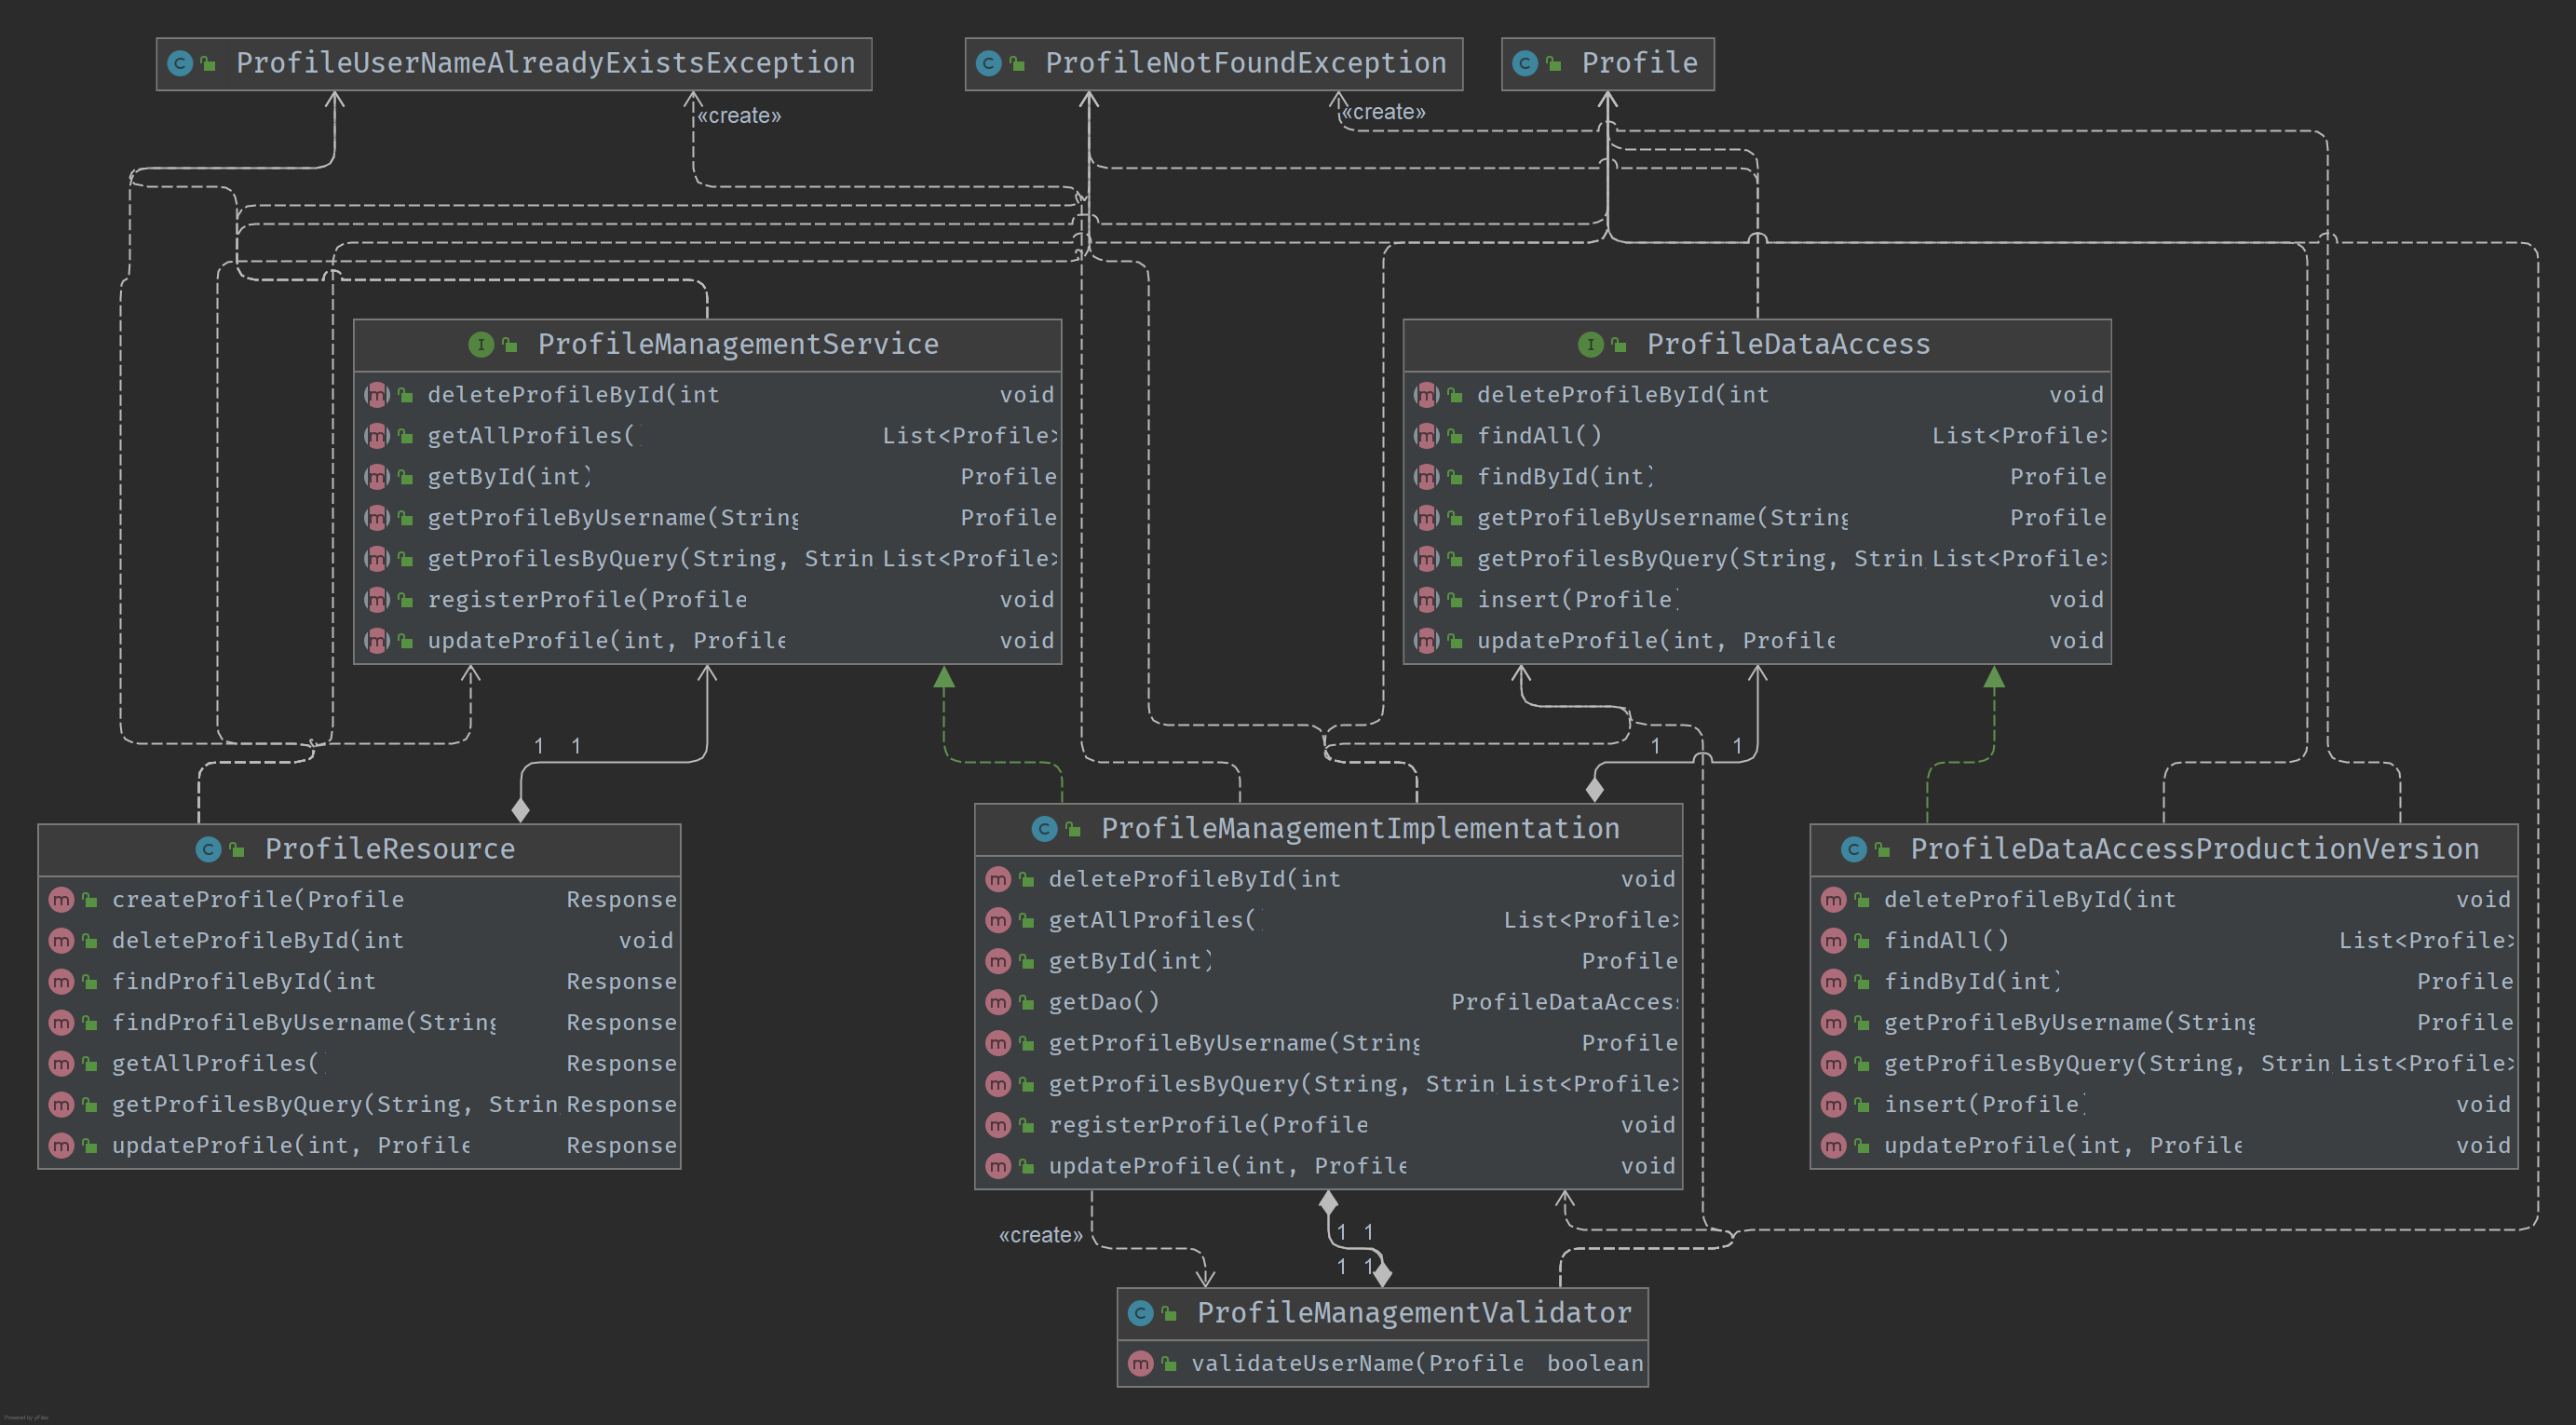 ProfileUserNameAlreadyExistsException
ProfileNotFoundException
Profile
«create»
«create»
ProfileManagementService
deleteProfileById(int void
getAllProfiles( List<Profile>
getById(int) Profile
getProfileByUsername(String Profile
getProfilesByQuery(String, Strin List<Profile>
registerProfile(Profile void
updateProfile(int, Profile void
ProfileDataAccess
deleteProfileById(int void
findAll() List<Profile>
findById(int) Profile
getProfileByUsername(String Profile
getProfilesByQuery(String, Strin List<Profile>
insert(Profile) void
updateProfile(int, Profile void
1 1
1 1
ProfileResource
createProfile(Profile Response
deleteProfileById(int void
findProfileById(int Response
findProfileByUsername(String Response
getAllProfiles( Response
getProfilesByQuery(String, Strin Response
updateProfile(int, Profile Response
ProfileManagementImplementation
deleteProfileById(int void
getAllProfiles( List<Profile>
getById(int) Profile
getDao() ProfileDataAccess
getProfileByUsername(String Profile
getProfilesByQuery(String, Strin List<Profile>
registerProfile(Profile void
updateProfile(int, Profile void
ProfileDataAccessProductionVersion
deleteProfileById(int void
findAll() List<Profile>
findById(int) Profile
getProfileByUsername(String Profile
getProfilesByQuery(String, Strin List<Profile>
insert(Profile) void
updateProfile(int, Profile void
«create»
1 1
1 1
ProfileManagementValidator
validateUserName(Profile boolean
Powered by yFiles